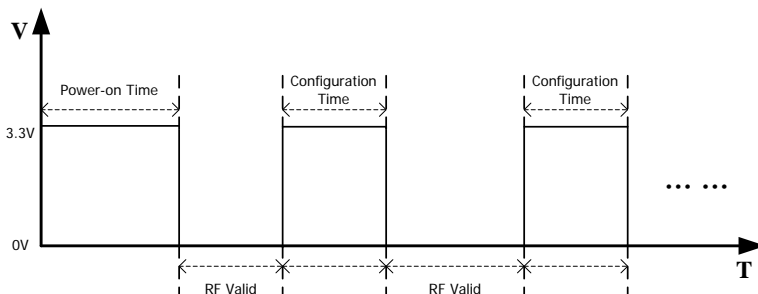 V
Power-on Time
Configuration
Time
Configuration
Time
3.3V
... ...
0V
T
RF Valid
RF Valid